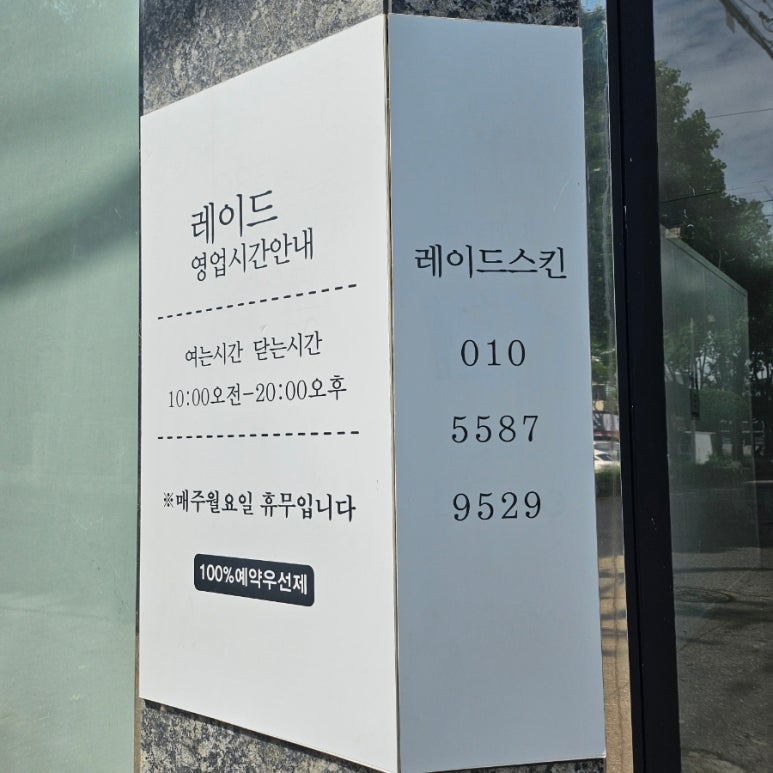 레이드
영업시간안내
여는시간 닫는시간
10:00오전-20:00오후
※매주월요일 휴무입니다
100%예약우선제
레이드스킨
010
5587
9529